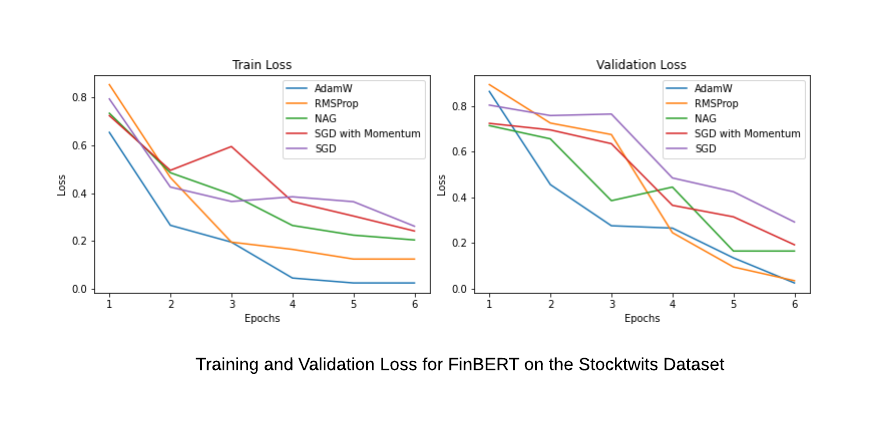 Train Loss
AdamW
RMSProp
NAG
SGD with Momentum
SGD
Loss
0.8
0.6
0.4
0.2
0.0
1 2 3 4 5 6
Epochs
Validation Loss
AdamW
RMSProp
NAG
SGD with Momentum
SGD
Loss
0.8
0.6
0.4
0.2
0.0
1 2 3 4 5 6
Epochs
Training and Validation Loss for FinBERT on the Stocktwits Dataset